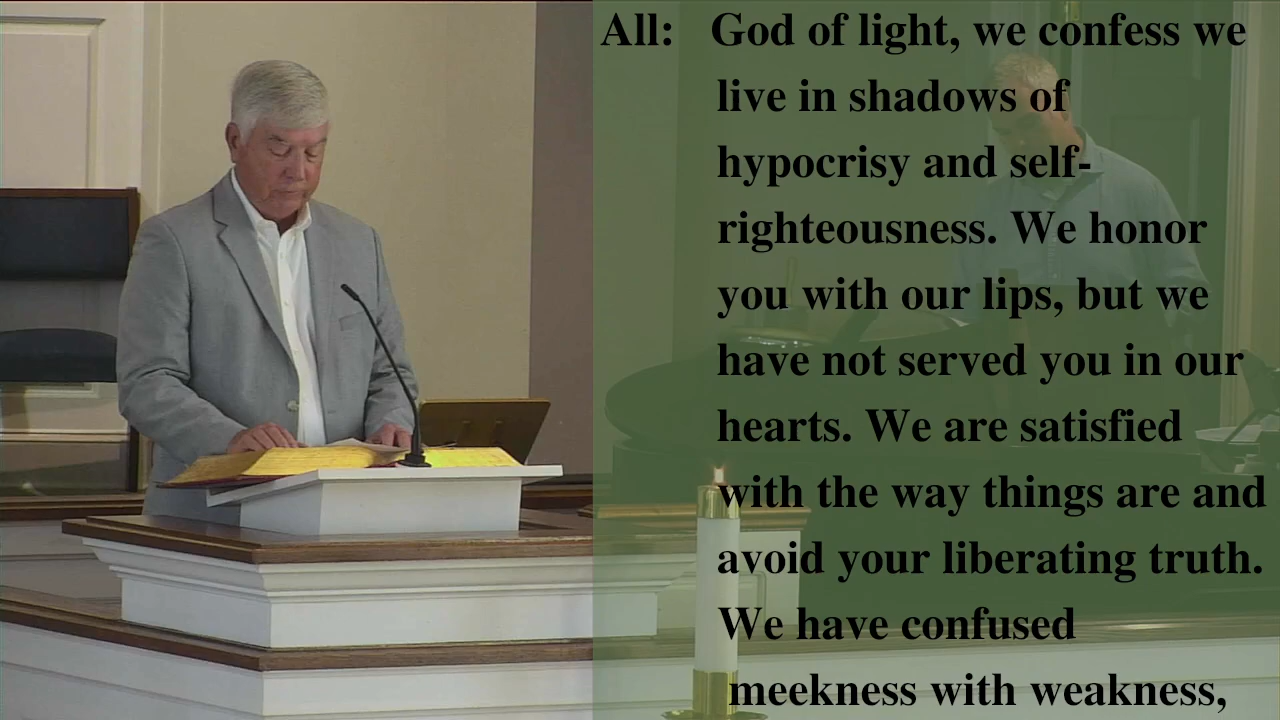 All: God of light, we confess we
live in shadows of
hypocrisy and self-
righteousness. We honor
you with our lips, but we
have not served you in our
hearts. We are satisfied
with the way things are and
avoid your liberating truth.
We have confused
meekness with weakness,